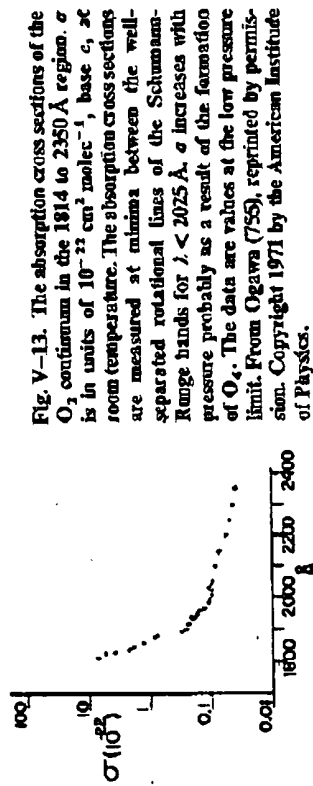 Fig. V–13. The absorption cross sections of the
O₂ continuum in the 1814 to 2350 Å region. σ
is in units of 10⁻²² cm² molec⁻¹, base e, at
room temperature. The absorption cross sections
are measured at minima between the well-
separated rotational lines of the Schumann-
Runge bands for λ < 2025 Å. σ increases with
pressure probably as a result of the formation
of O₄. The data are values at the low pressure
limit. From Ogawa (755), reprinted by permis-
sion. Copyright 1971 by the American Institute
of Physics.
σ(10⁻²²)
100
10
1
0.1
0.01
1800 2000 2200 2400
Å